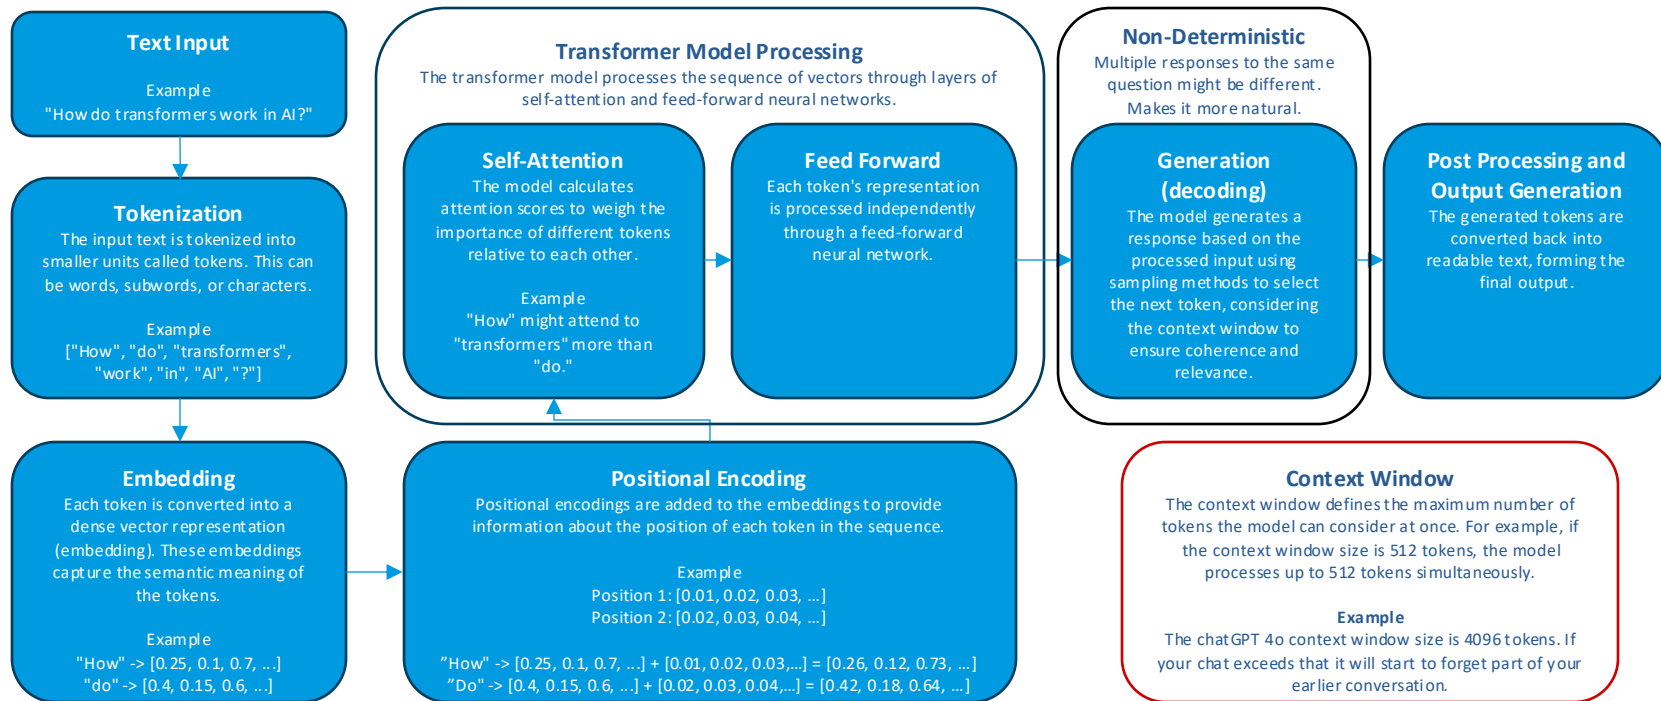 Text Input
Example
"How do transformers work in AI?"
Tokenization
The input text is tokenized into
smaller units called tokens. This can
be words, subwords, or characters.
Example
["How", "do", "transformers",
"work", "in", "AI", "?"]
Embedding
Each token is converted into a
dense vector representation
(embedding). These embeddings
capture the semantic meaning of
the tokens.
Example
"How" -> [0.25, 0.1, 0.7, ...]
"do" -> [0.4, 0.15, 0.6, ...]
Positional Encoding
Positional encodings are added to the embeddings to provide
information about the position of each token in the sequence.
Example
Position 1: [0.01, 0.02, 0.03, ...]
Position 2: [0.02, 0.03, 0.04, ...]
"How" -> [0.25, 0.1, 0.7, ...] + [0.01, 0.02, 0.03,...] = [0.26, 0.12, 0.73, ...]
"Do" -> [0.4, 0.15, 0.6, ...] + [0.02, 0.03, 0.04,...] = [0.42, 0.18, 0.64, ...]
Transformer Model Processing
The transformer model processes the sequence of vectors through layers of
self-attention and feed-forward neural networks.
Self-Attention
The model calculates
attention scores to weigh the
importance of different tokens
relative to each other.
Example
"How" might attend to
"transformers" more than
"do."
Feed Forward
Each token's representation
is processed independently
through a feed-forward
neural network.
Non-Deterministic
Multiple responses to the same
question might be different.
Makes it more natural.
Generation
(decoding)
The model generates a
response based on the
processed input using
sampling methods to select
the next token, considering
the context window to
ensure coherence and
relevance.
Post Processing and
Output Generation
The generated tokens are
converted back into
readable text, forming the
final output.
Context Window
The context window defines the maximum number of
tokens the model can consider at once. For example, if
the context window size is 512 tokens, the model
processes up to 512 tokens simultaneously.
Example
The chatGPT 4o context window size is 4096 tokens. If
your chat exceeds that it will start to forget part of your
earlier conversation.